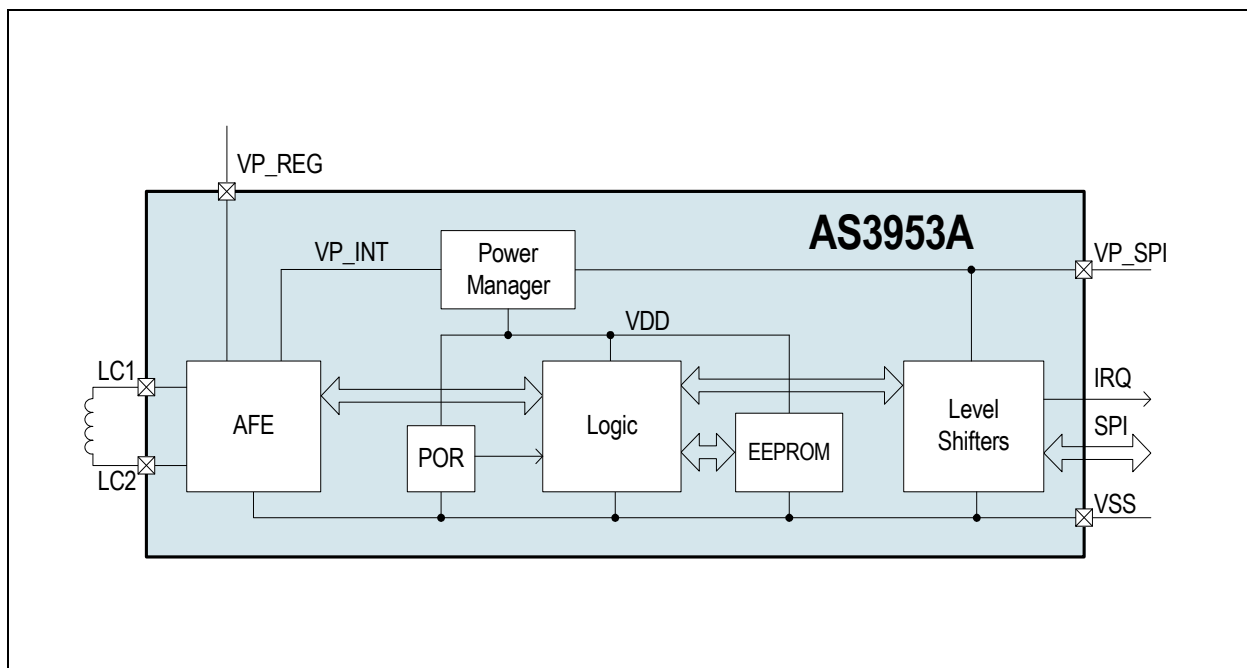 VP_REG
AS3953A
VP_INT
Power
Manager
VP_SPI
VDD
LC1
LC2
AFE
POR
Logic
EEPROM
Level
Shifters
IRQ
SPI
VSS